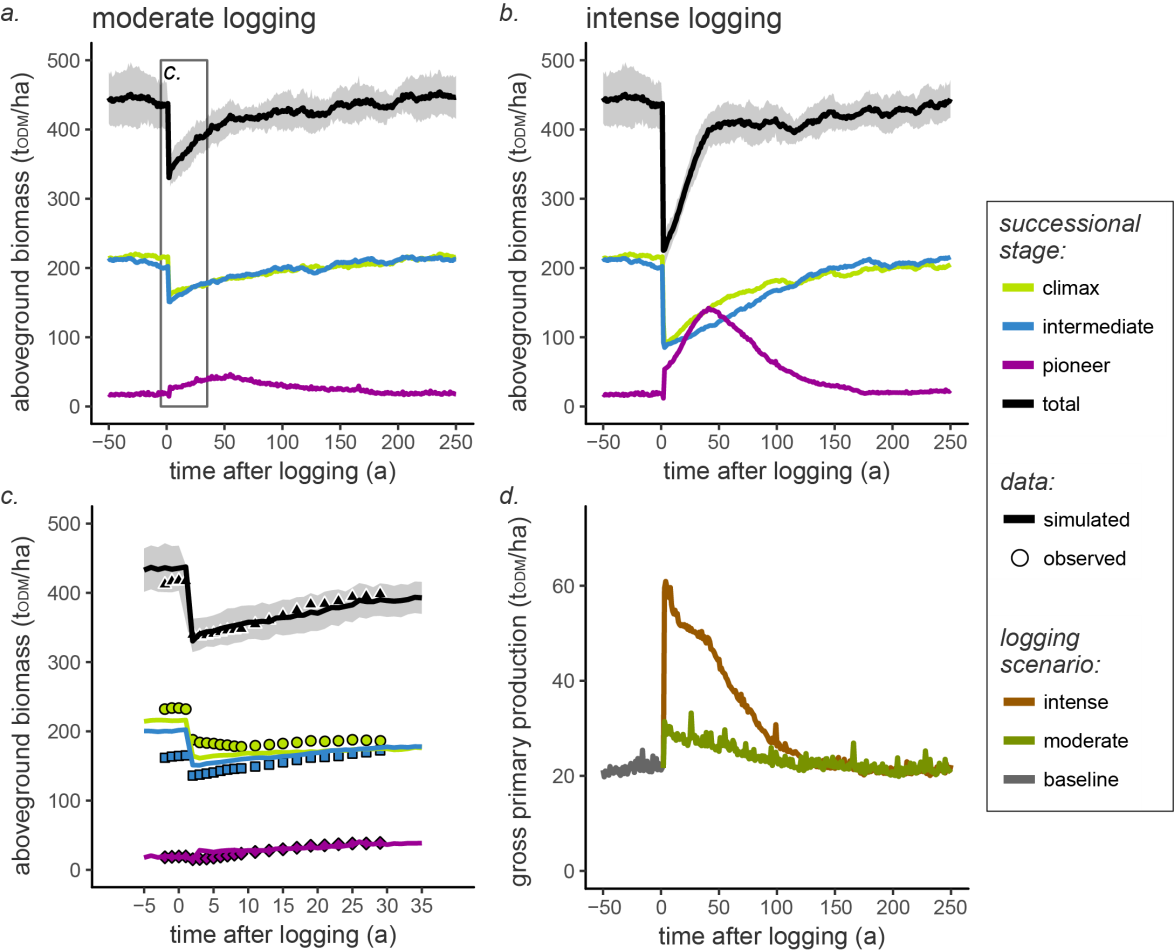 a.
moderate logging
b.
intense logging
aboveground biomass (tODM/ha)
500
400
300
200
100
0
c.
−50 0 50 100 150 200 250
time after logging (a)
aboveground biomass (tODM/ha)
500
400
300
200
100
0
−50 0 50 100 150 200 250
time after logging (a)
c.
aboveground biomass (tODM/ha)
500
400
300
200
100
0
−5 0 5 10 15 20 25 30 35
time after logging (a)
d.
gross primary production (tODM/ha)
60
40
20
0
−50 0 50 100 150 200 250
time after logging (a)
successional
stage:
climax
intermediate
pioneer
total
data:
simulated
observed
logging
scenario:
intense
moderate
baseline